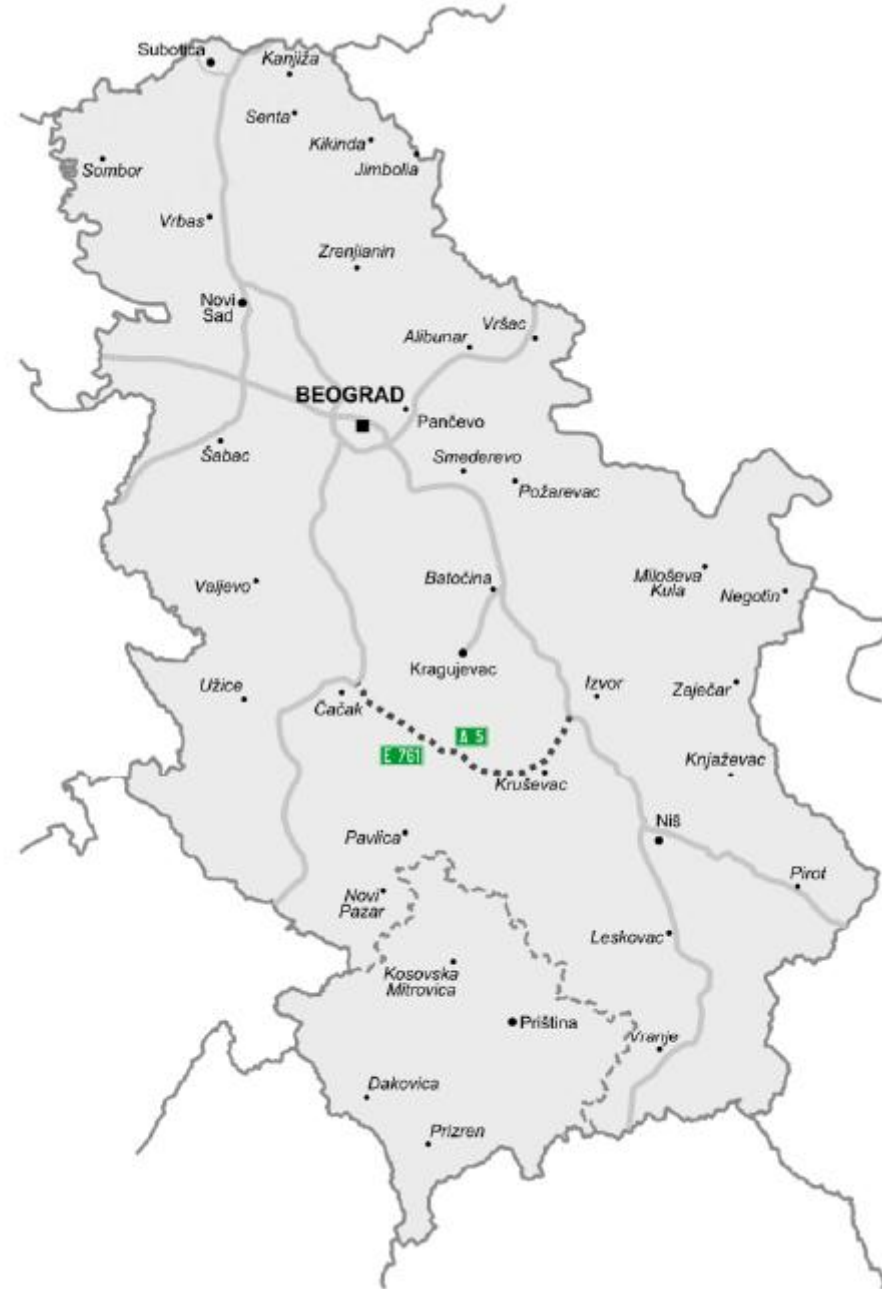 Subotica
Kanjiža
Senta
Kikinda
Jimbolia
Sombor
Vrbas
Zrenjianin
Novi
Sad
Vršac
Alibunar
BEOGRAD
Pančevo
Šabac
Smederevo
Požarevac
Valjevo
Batočina
Miloševa
Kula
Negotin
Kragujevac
Užice
Izvor
Zaječar
Čačak
A 5
E 761
Kruševac
Knjaževac
Niš
Pavlica
Pirot
Novi
Pazar
Leskovac
Kosovska
Mitrovica
Priština
Vranje
Dakovica
Prizren